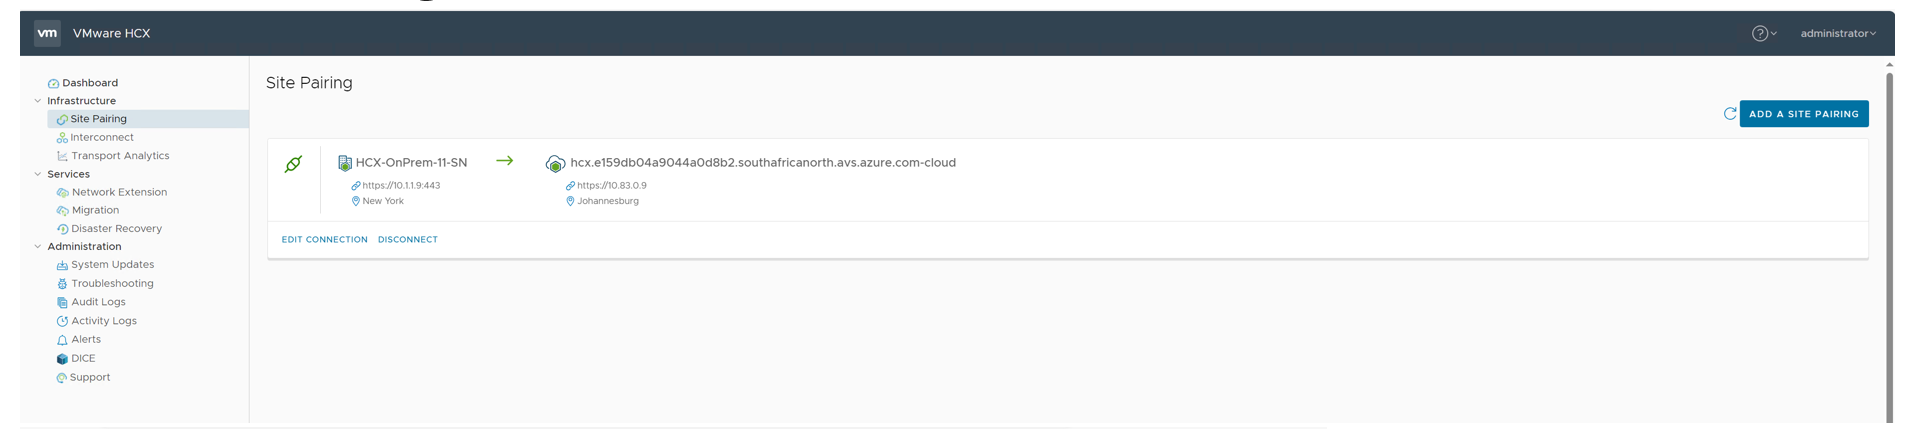 vm VMware HCX
administrator
Dashboard
Infrastructure
Site Pairing
Interconnect
Transport Analytics
Services
Network Extension
Migration
Disaster Recovery
Administration
System Updates
Troubleshooting
Audit Logs
Activity Logs
Alerts
DICE
Support
Site Pairing
ADD A SITE PAIRING
HCX-OnPrem-11-SN
https://10.1.1.9:443
New York
hcx.e159db04a9044a0d8b2.southafricanorth.avs.azure.com-cloud
https://10.83.0.9
Johannesburg
EDIT CONNECTION DISCONNECT